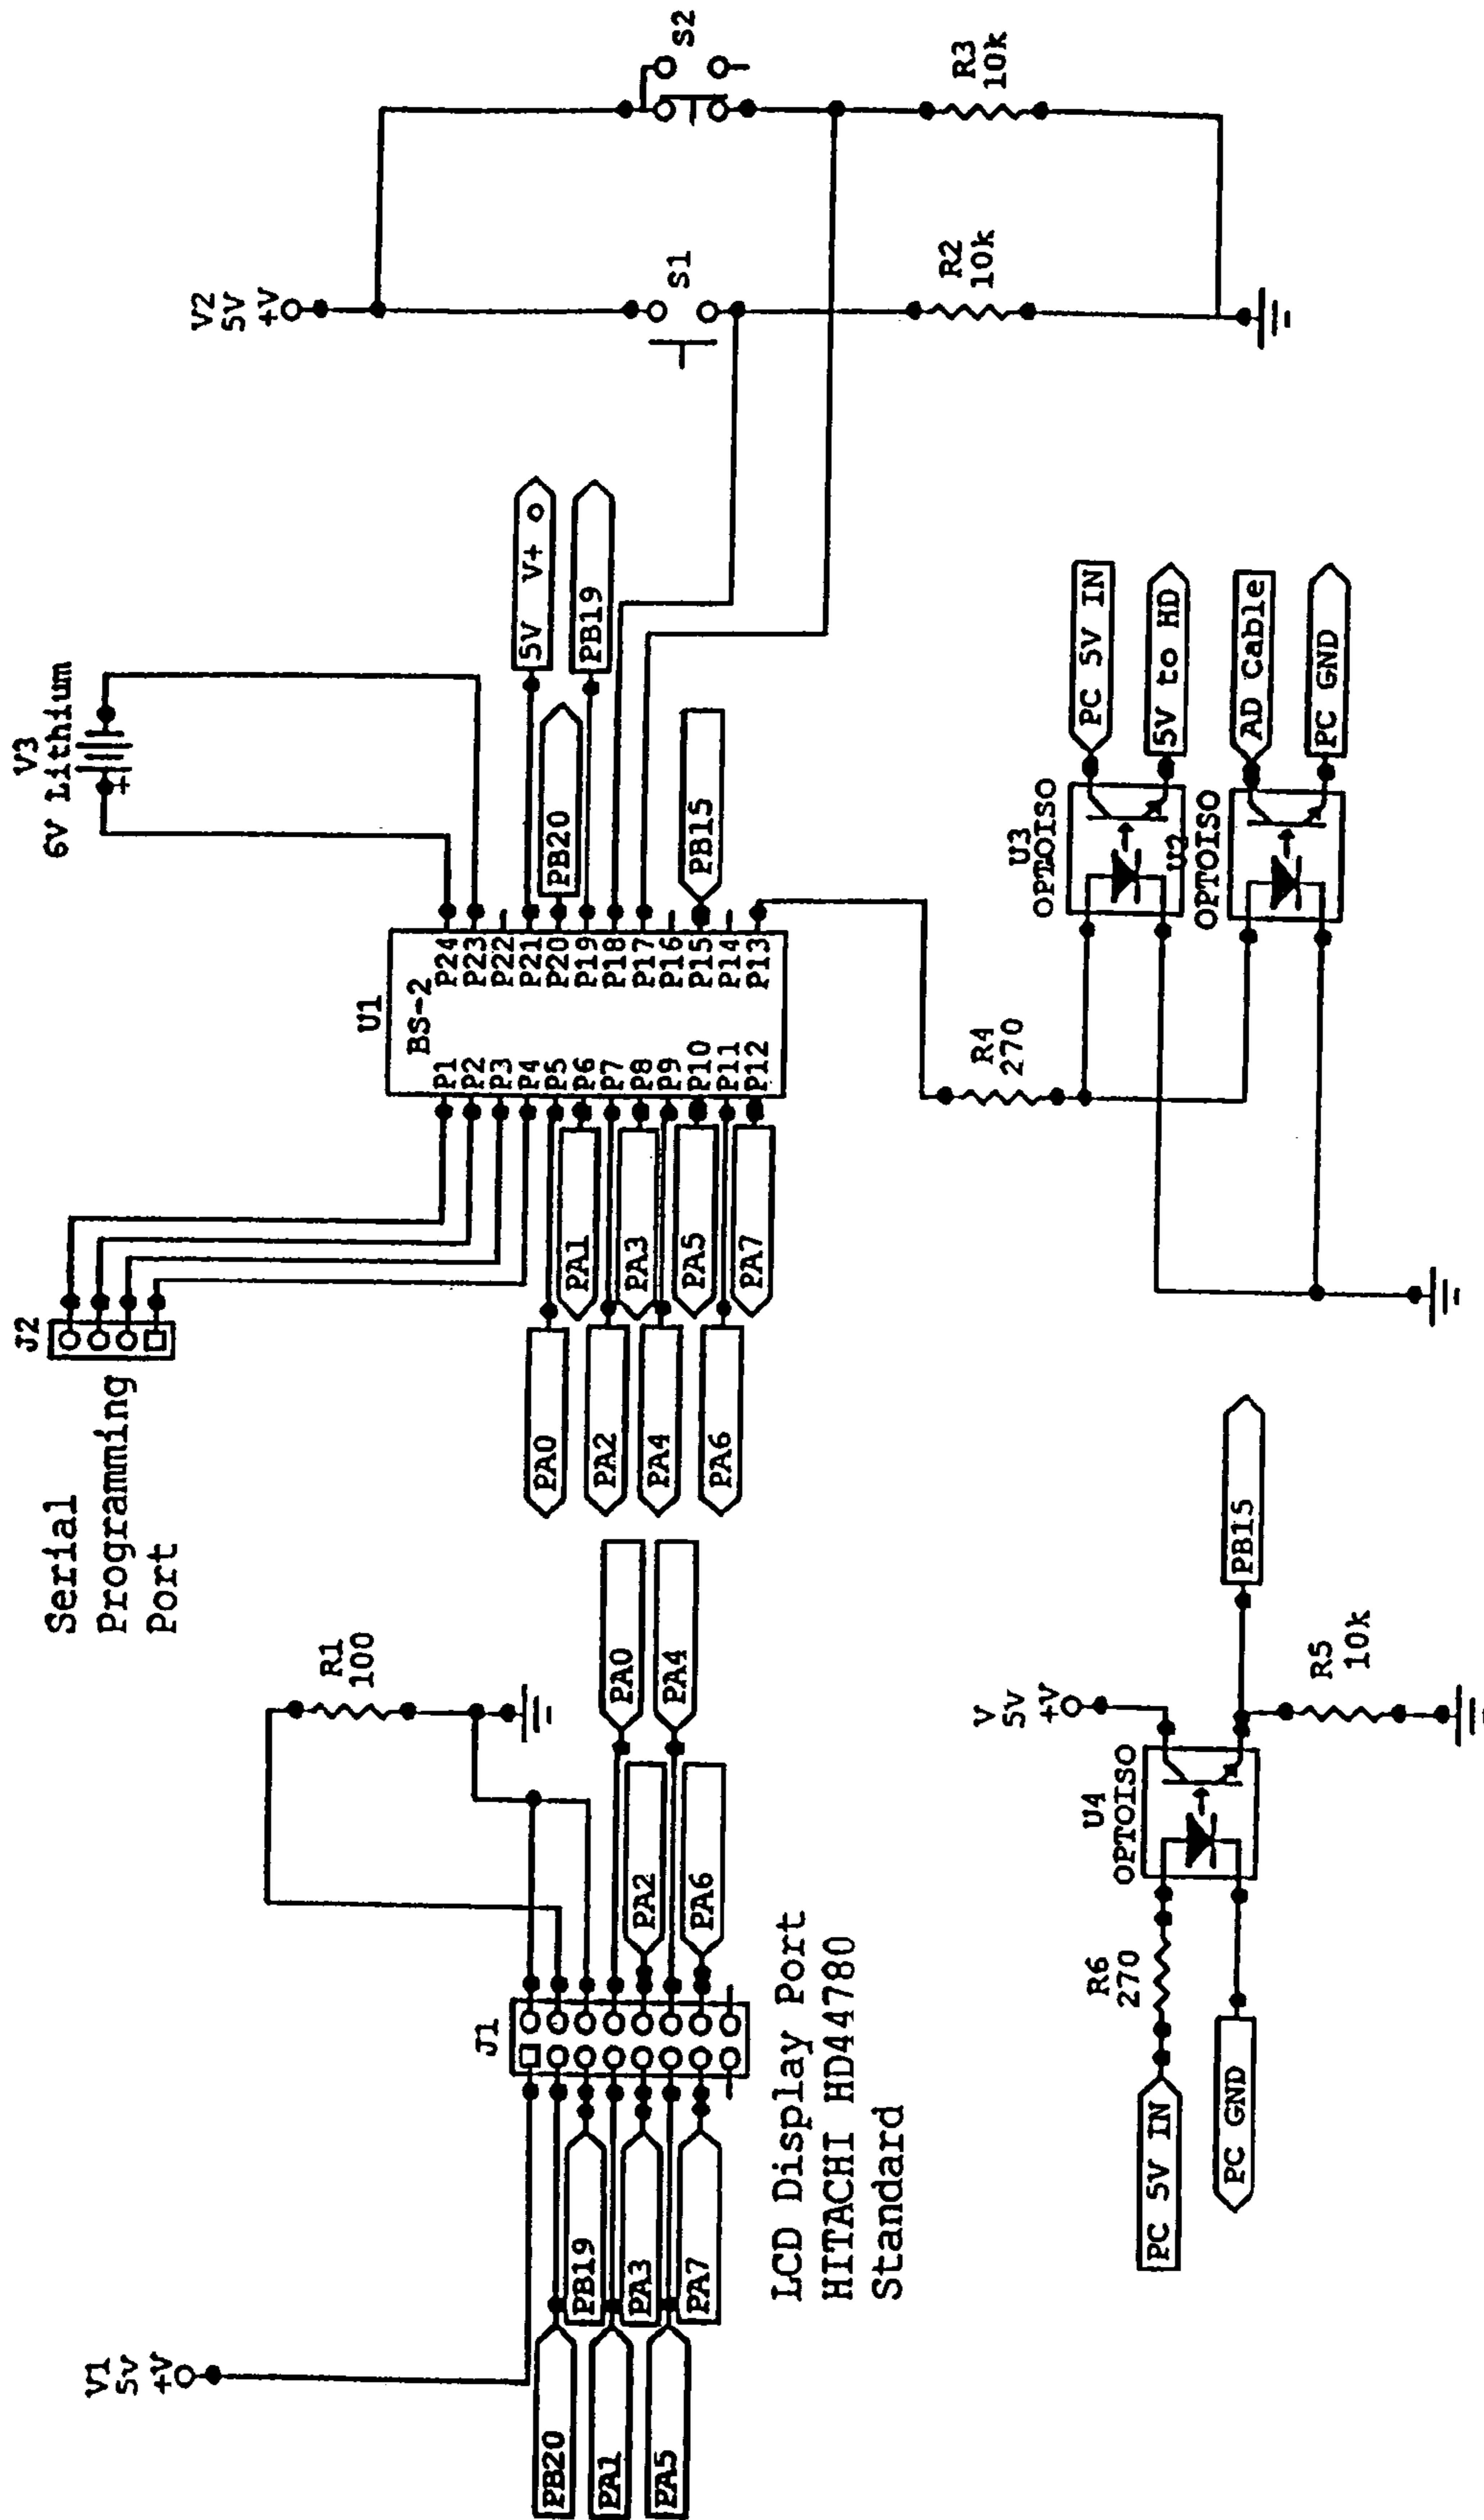 V1
5V
+V
PB20
PA1
PA5
PB19
PA3
PA7
J1
LCD Display Port
HITACHI HD44780
Standard
R1
100
PA0
PA4
PA2
PA6
Serial
Programming
Port
J2
PA0
PA2
PA4
PA6
PA1
PA3
PA5
PA7
U1
BS-2
P1
P2
P3
P4
P5
P6
P7
P8
P9
P10
P11
P12
P24
P23
P22
P21
P20
P19
P18
P17
P16
P15
P14
P13
V3
6V Lithium
+
5V V+
PB20
PB19
PB15
V2
5V
+V
S1
S2
R2
10K
R3
10K
PC 5V IN
PC GND
R6
270
U4
OPTOISO
V
5V
+V
PB15
R5
10K
R4
270
U3
OPTOISO
U2
OPTOISO
PC 5V IN
5V to HD
AD Cable
PC GND